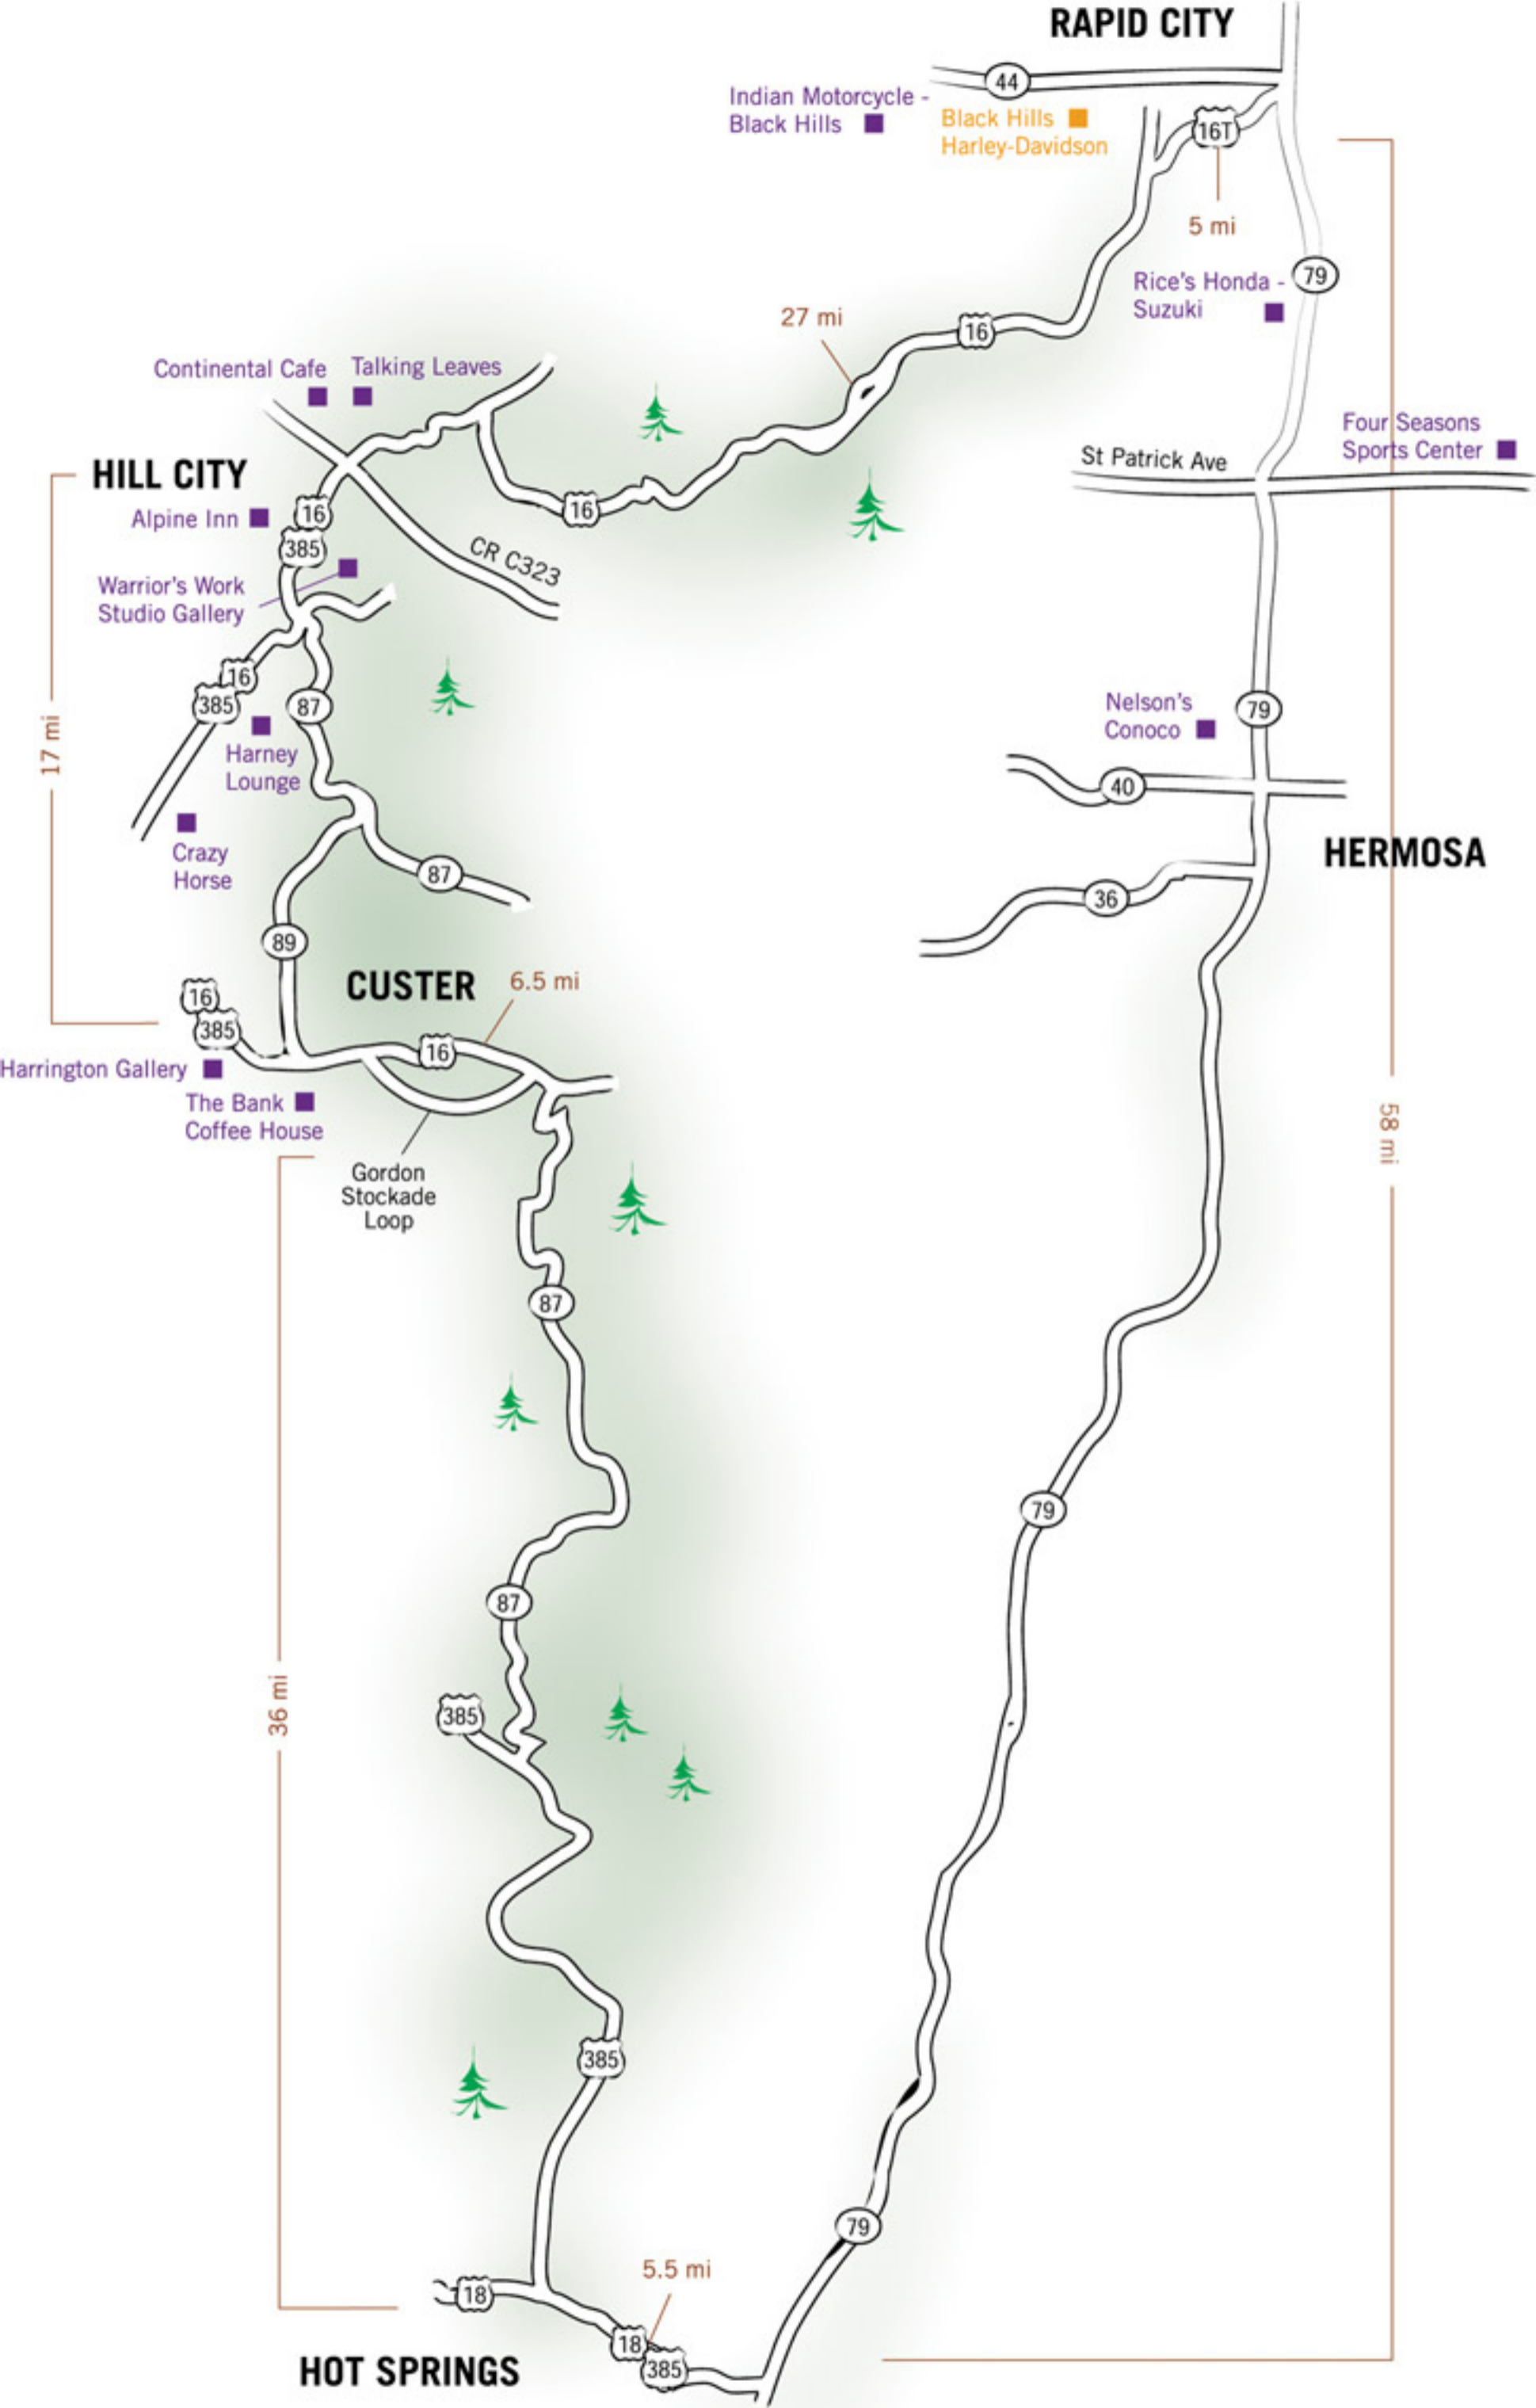 RAPID CITY
44
Indian Motorcycle -
Black Hills
Black Hills
Harley-Davidson
16T
5 mi
79
Rice's Honda -
Suzuki
27 mi
16
Continental Cafe
Talking Leaves
Four Seasons
Sports Center
St Patrick Ave
HILL CITY
16
Alpine Inn
16
385
CR C323
Warrior's Work
Studio Gallery
16
385
87
79
Nelson's
Conoco
17 mi
Harney
Lounge
40
Crazy
Horse
HERMOSA
87
36
89
CUSTER
6.5 mi
16
385
16
Harrington Gallery
The Bank
Coffee House
58 mi
Gordon
Stockade
Loop
87
79
87
36 mi
385
385
79
5.5 mi
18
18
385
HOT SPRINGS